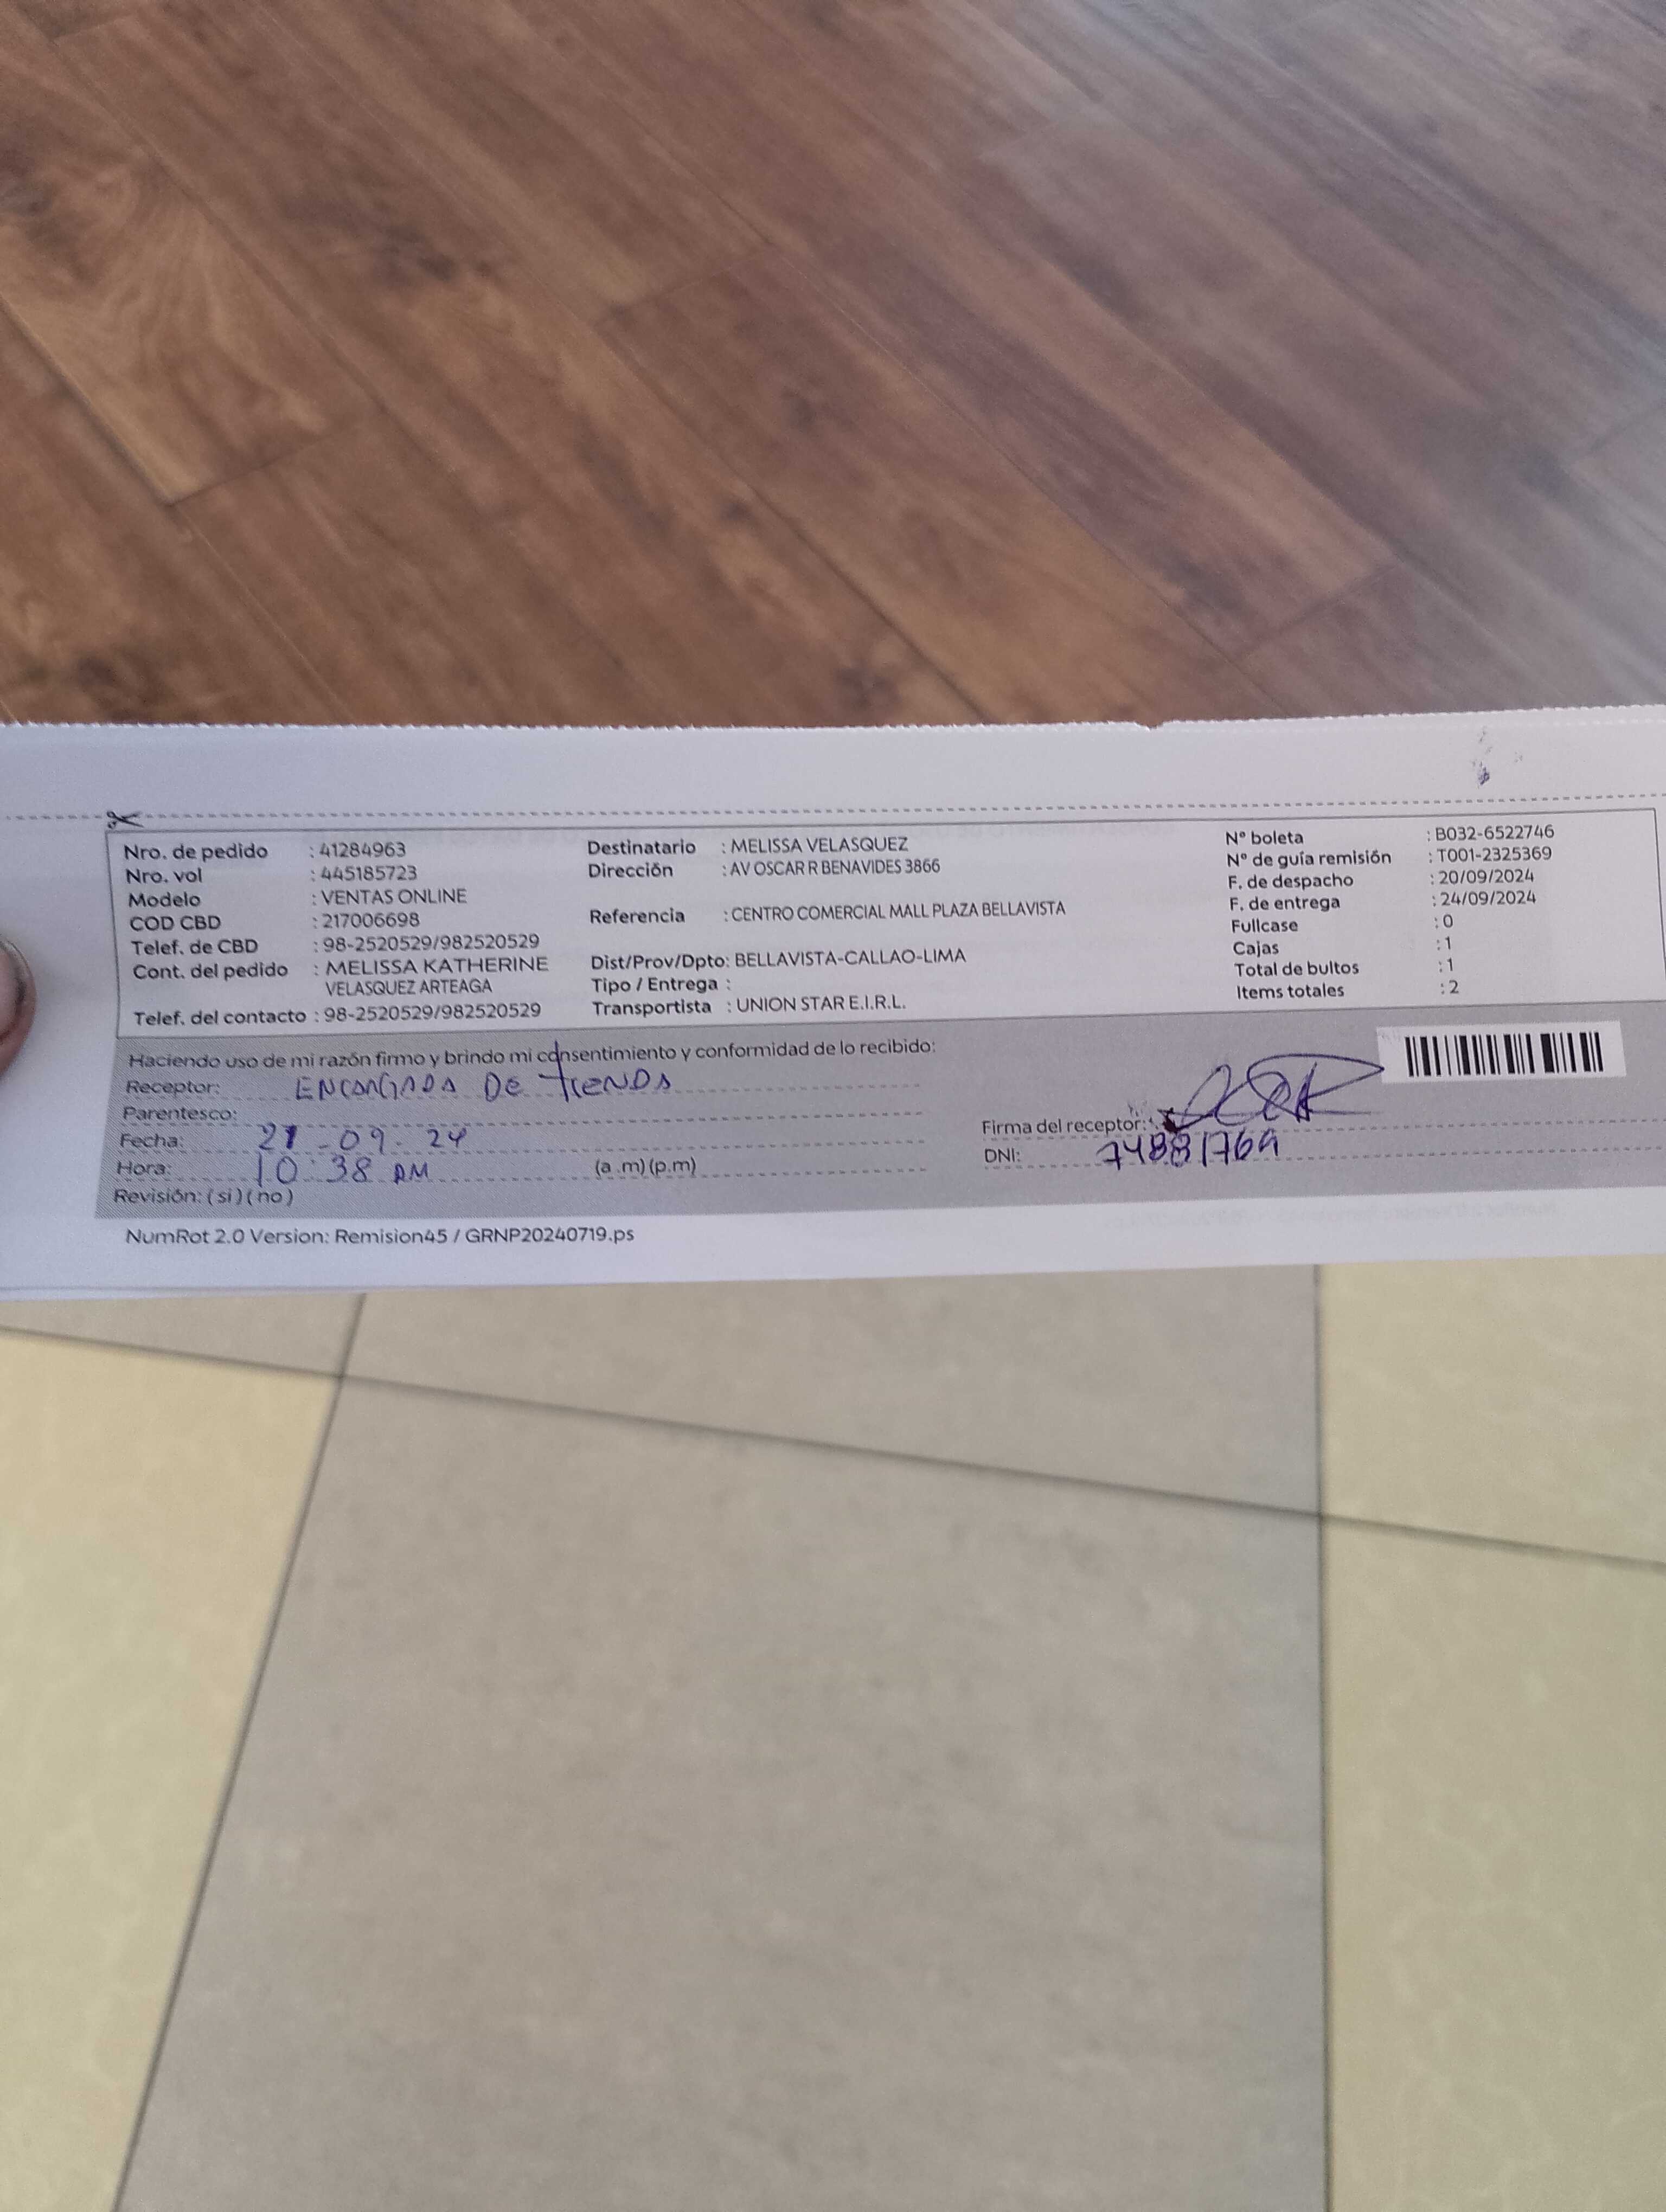 Nro. de pedido : 41284963
Nro. vol : 445185723
Modelo : VENTAS ONLINE
COD CBD : 217006698
Telef. de CBD : 98-2520529/982520529
Cont. del pedido : MELISSA KATHERINE
VELASQUEZ ARTEAGA
Telef. del contacto : 98-2520529/982520529
Destinatario : MELISSA VELASQUEZ
Dirección : AV OSCAR R BENAVIDES 3866
Referencia : CENTRO COMERCIAL MALL PLAZA BELLAVISTA
Dist/Prov/Dpto: BELLAVISTA-CALLAO-LIMA
Tipo / Entrega :
Transportista : UNION STAR E.I.R.L.
N° boleta : B032-6522746
N° de guía remisión : T001-2325369
F. de despacho : 20/09/2024
F. de entrega : 24/09/2024
Fullcase : 0
Cajas : 1
Total de bultos : 1
Items totales : 2
Haciendo uso de mi razón firmo y brindo mi consentimiento y conformidad de lo recibido:
Receptor: ENCARGADA DE TIENDA
Parentesco:
Fecha: 21-09-24
Hora: 10:38 AM (a .m) (p.m)
Revisión: ( si ) ( no )
Firma del receptor:
DNI: 74881769
NumRot 2.0 Version: Remision45 / GRNP20240719.ps